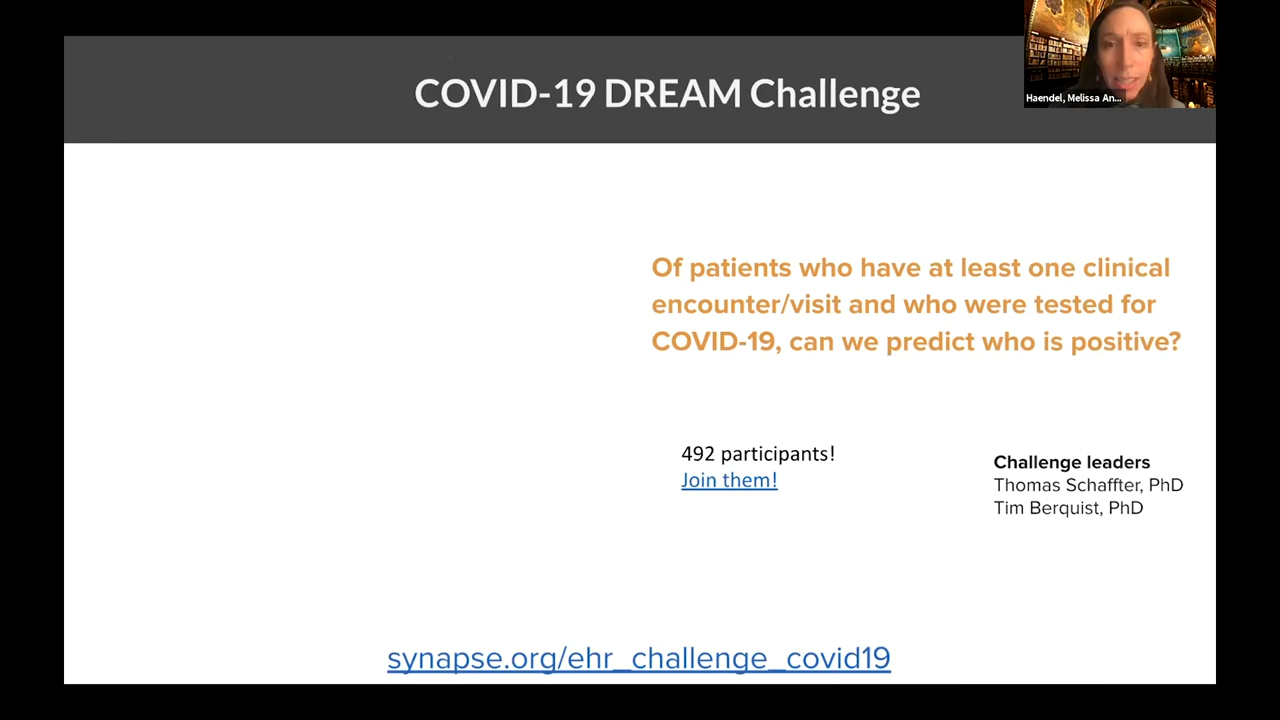 COVID-19 DREAM Challenge
Haendel, Melissa An...
Of patients who have at least one clinical
encounter/visit and who were tested for
COVID-19, can we predict who is positive?
492 participants!
Join them!
Challenge leaders
Thomas Schaffter, PhD
Tim Berquist, PhD
synapse.org/ehr_challenge_covid19